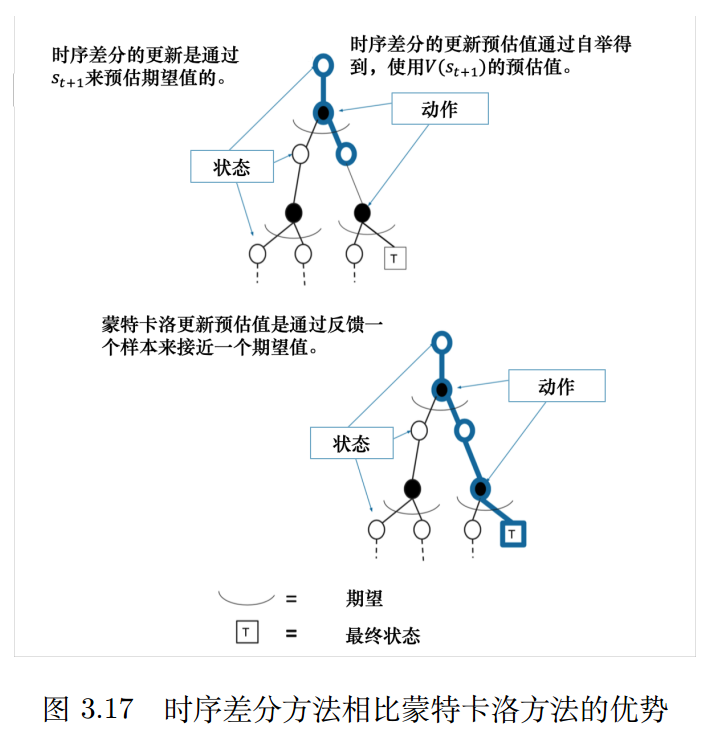 时序差分的更新是通过
s_{t+1}来预估期望值的。
时序差分的更新预估值通过自举得
到，使用V(s_{t+1})的预估值。
动作
状态
T
蒙特卡洛更新预估值是通过反馈一
个样本来接近一个期望值。
动作
状态
T
= 期望
T = 最终状态
图 3.17 时序差分方法相比蒙特卡洛方法的优势